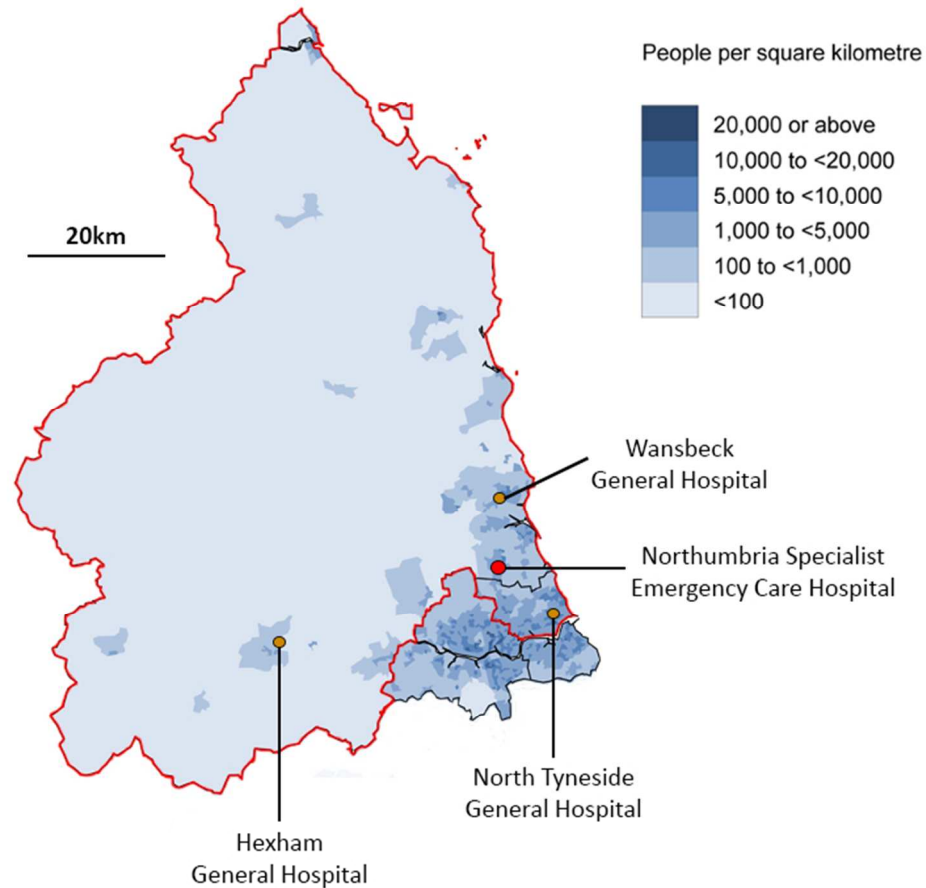 People per square kilometre
20,000 or above
10,000 to <20,000
5,000 to <10,000
1,000 to <5,000
100 to <1,000
<100
20km
Wansbeck
General Hospital
Northumbria Specialist
Emergency Care Hospital
North Tyneside
General Hospital
Hexham
General Hospital